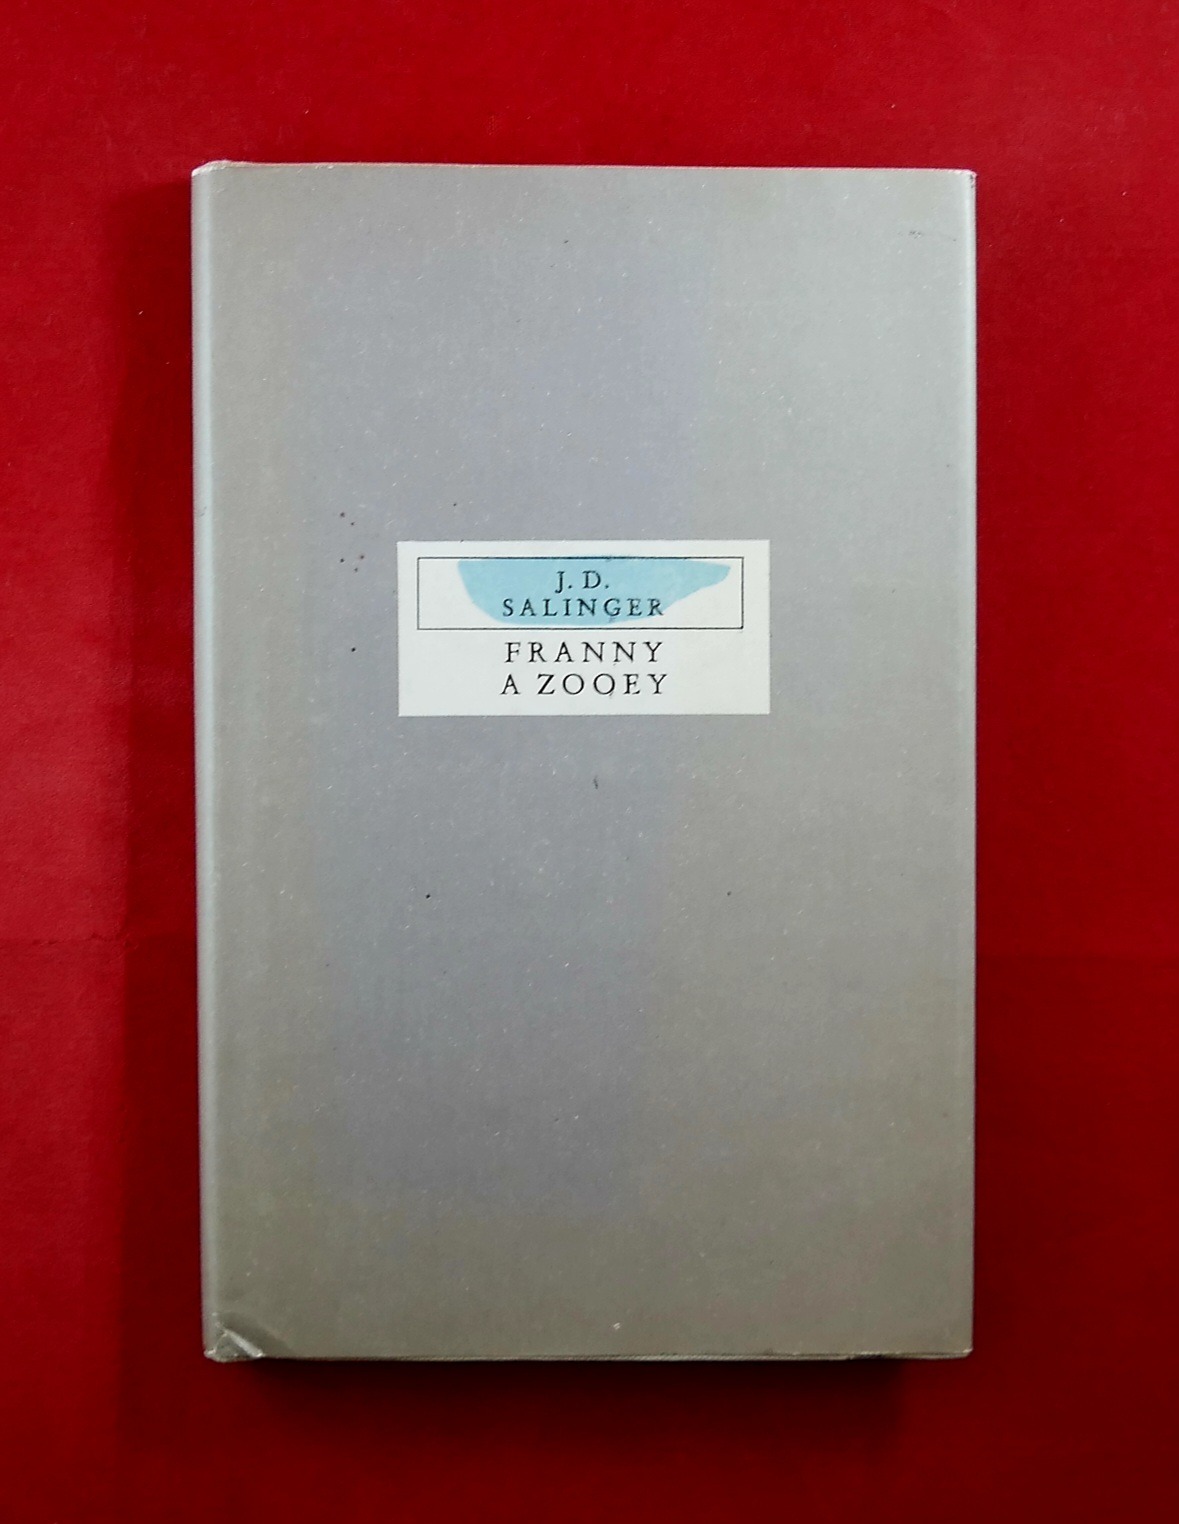 J. D.
SALINGER
FRANNY
A ZOOEY